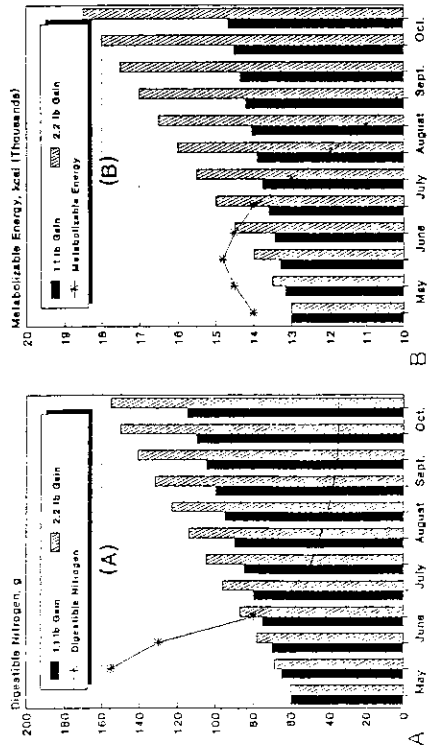 Digestible Nitrogen, g
200
180
160
140
120
100
80
60
40
20
0
1.1 lb Gain
2.2 lb Gain
Digestible Nitrogen
(A)
May
June
July
August
Sept.
Oct.
A
Metabolizable Energy, kcal (Thousands)
20
19
18
17
16
15
14
13
12
11
10
1.1 lb Gain
2.2 lb Gain
Metabolizable Energy
(B)
May
June
July
August
Sept.
Oct.
B